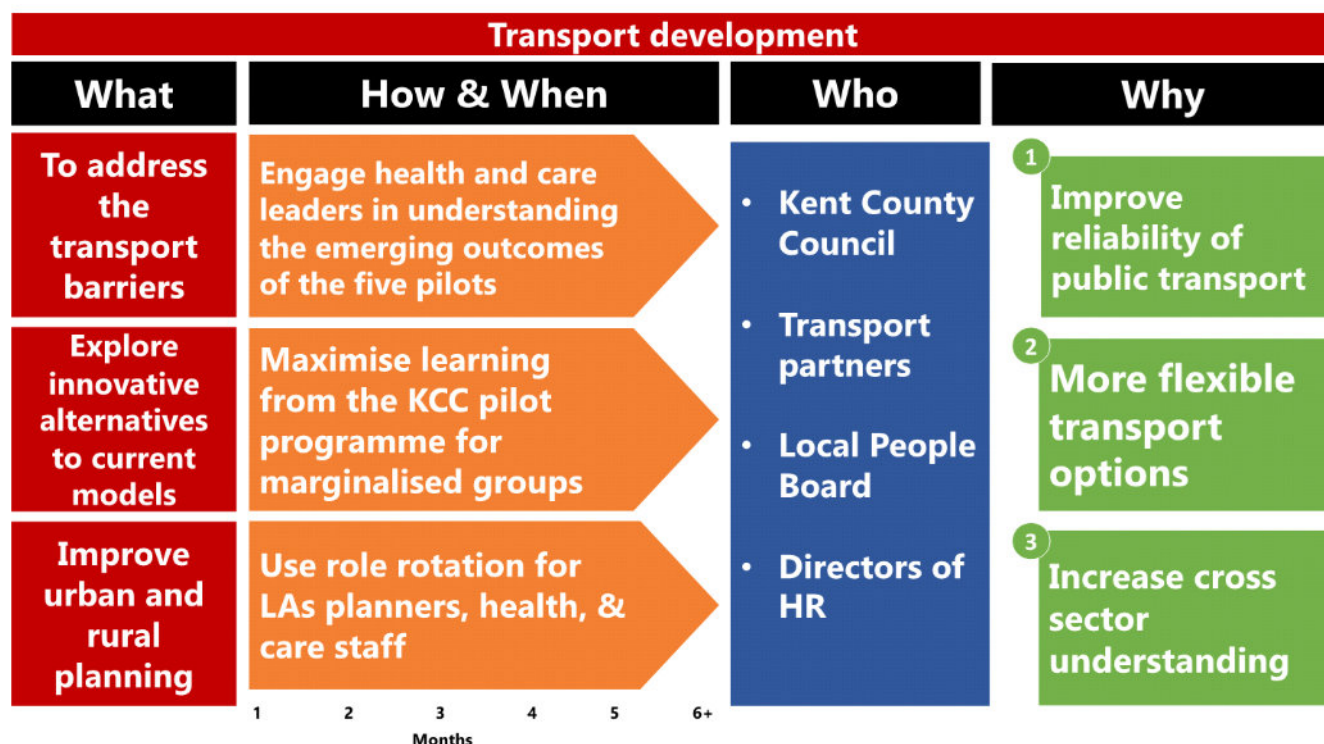 Transport development
What
How & When
Who
Why
To address
the
transport
barriers
Engage health and care
leaders in understanding
the emerging outcomes
of the five pilots
Explore
innovative
alternatives
to current
models
Maximise learning
from the KCC pilot
programme for
marginalised groups
Improve
urban and
rural
planning
Use role rotation for
LAs planners, health, &
care staff
1 2 3 4 5 6+
Months
• Kent County
Council
• Transport
partners
• Local People
Board
• Directors of
HR
1
Improve
reliability of
public transport
2
More flexible
transport
options
3
Increase cross
sector
understanding